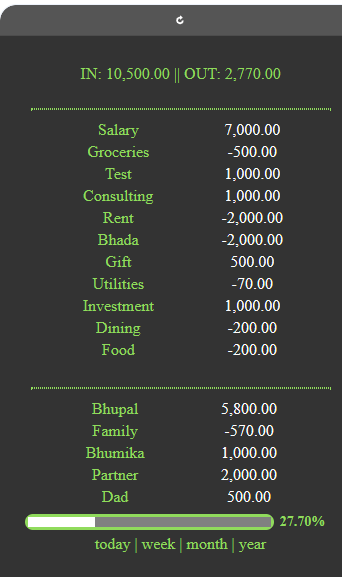 IN: 10,500.00 || OUT: 2,770.00
Salary 7,000.00
Groceries -500.00
Test 1,000.00
Consulting 1,000.00
Rent -2,000.00
Bhada -2,000.00
Gift 500.00
Utilities -70.00
Investment 1,000.00
Dining -200.00
Food -200.00
Bhupal 5,800.00
Family -570.00
Bhumika 1,000.00
Partner 2,000.00
Dad 500.00
27.70%
today | week | month | year